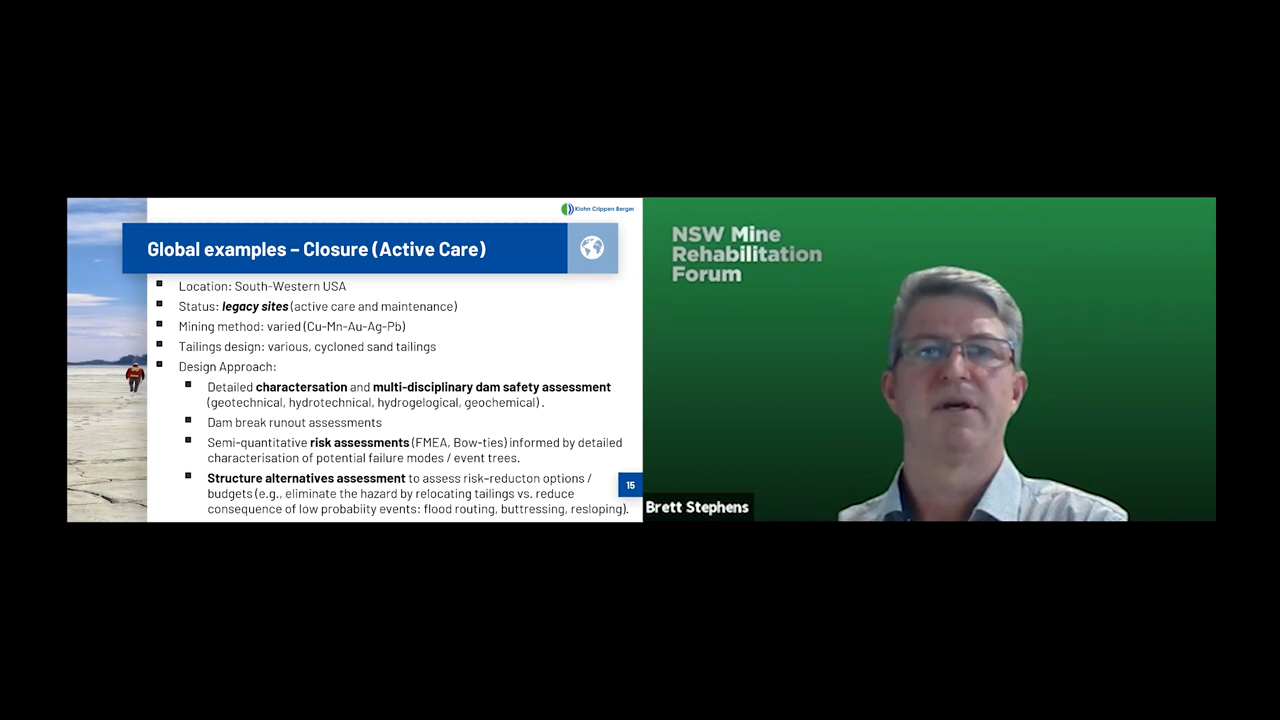 Klohn Crippen Berger
Global examples – Closure (Active Care)
Location: South-Western USA
Status: legacy sites (active care and maintenance)
Mining method: varied (Cu-Mn-Au-Ag-Pb)
Tailings design: various, cycloned sand tailings
Design Approach:
Detailed charactersation and multi-disciplinary dam safety assessment
(geotechnical, hydrotechnical, hydrogelogical, geochemical) .
Dam break runout assessments
Semi-quantitative risk assessments (FMEA, Bow-ties) informed by detailed
characterisation of potential failure modes / event trees.
Structure alternatives assessment to assess risk-reducton options /
budgets (e.g., eliminate the hazard by relocating tailings vs. reduce
consequence of low probabiity events: flood routing, buttressing, resloping).
15
NSW Mine
Rehabilitation
Forum
Brett Stephens